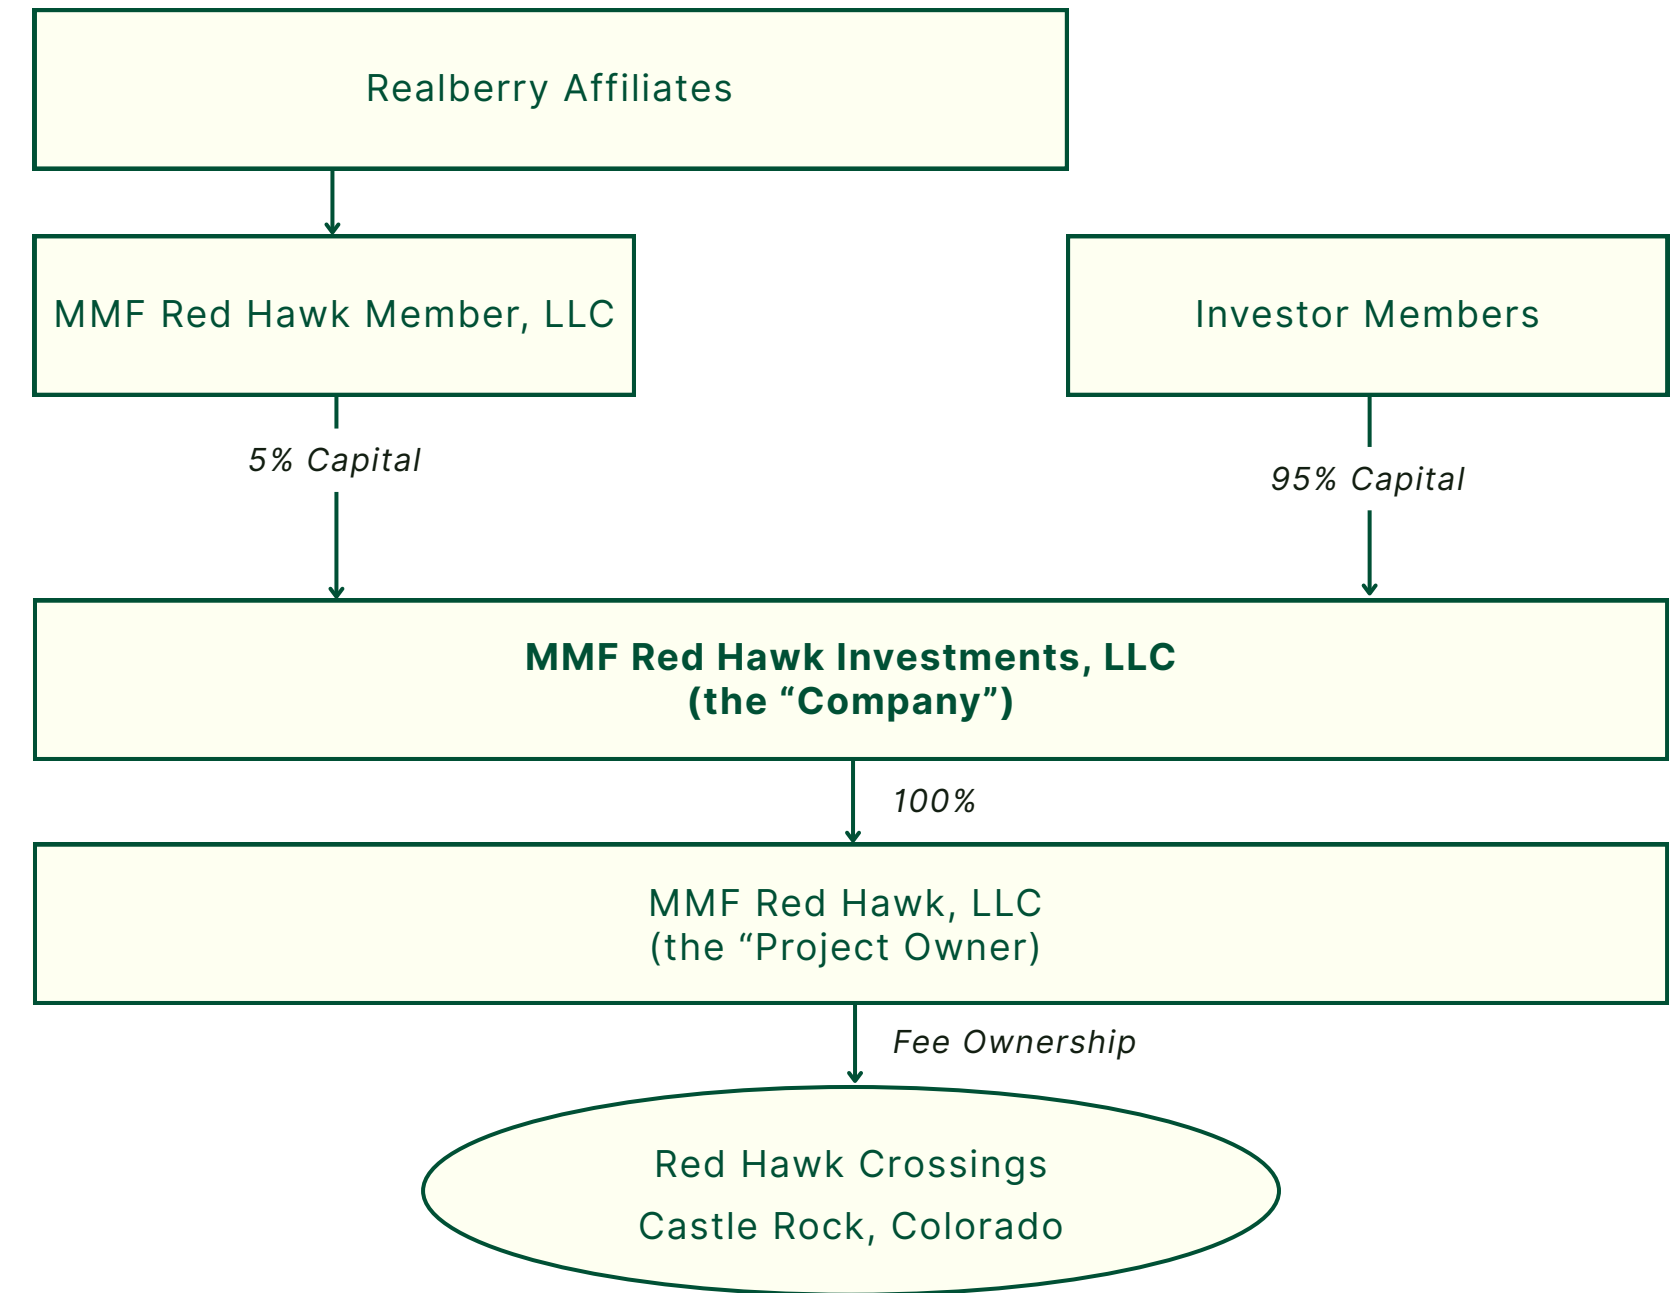 Realberry Affiliates
MMF Red Hawk Member, LLC
Investor Members
5% Capital
95% Capital
MMF Red Hawk Investments, LLC
(the “Company”)
100%
MMF Red Hawk, LLC
(the “Project Owner)
Fee Ownership
Red Hawk Crossings
Castle Rock, Colorado